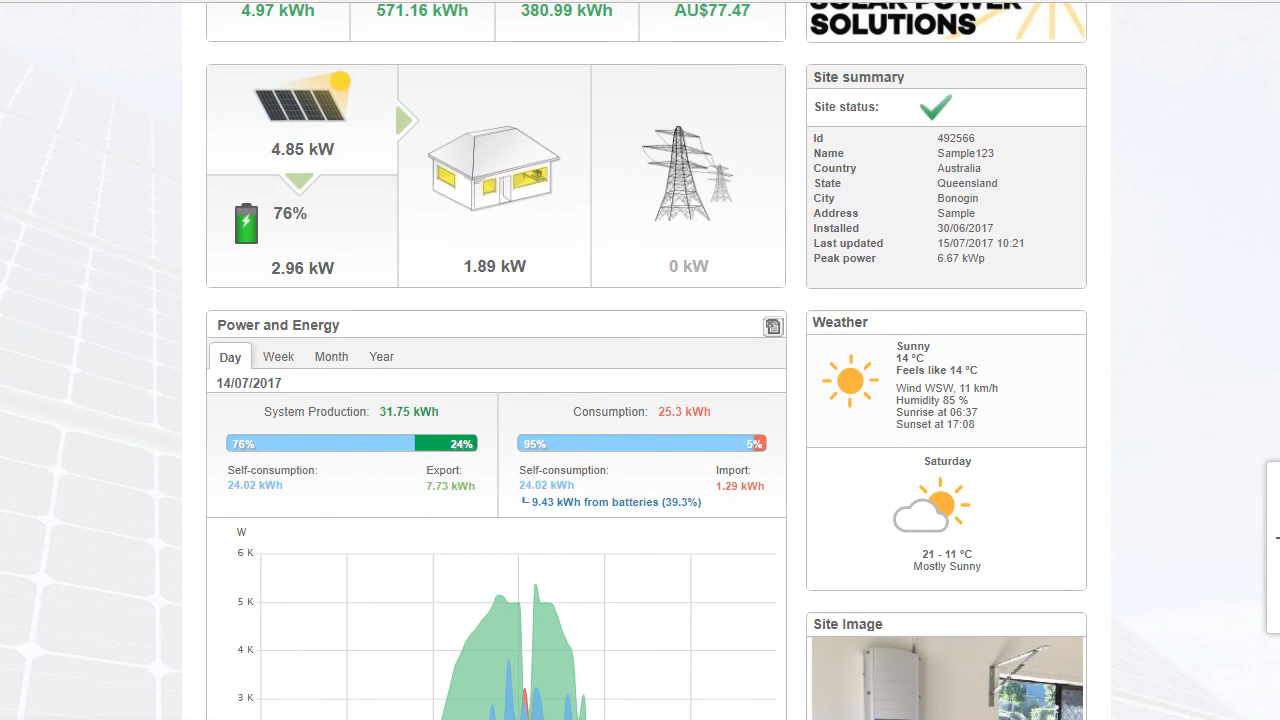 4.97 kWh 571.16 kWh 380.99 kWh AU$77.47
SOLAR POWER
SOLUTIONS
4.85 kW
76%
2.96 kW
1.89 kW
0 kW
Site summary
Site status:
Id 492566
Name Sample123
Country Australia
State Queensland
City Bonogin
Address Sample
Installed 30/06/2017
Last updated 15/07/2017 10:21
Peak power 6.67 kWp
Power and Energy
Day Week Month Year
14/07/2017
System Production: 31.75 kWh
76% 24%
Self-consumption: Export:
24.02 kWh 7.73 kWh
Consumption: 25.3 kWh
95% 5%
Self-consumption: Import:
24.02 kWh 1.29 kWh
9.43 kWh from batteries (39.3%)
W
6 K
5 K
4 K
3 K
Weather
Sunny
14 ºC
Feels like 14 ºC
Wind WSW, 11 km/h
Humidity 85 %
Sunrise at 06:37
Sunset at 17:08
Saturday
21 - 11 ºC
Mostly Sunny
Site Image